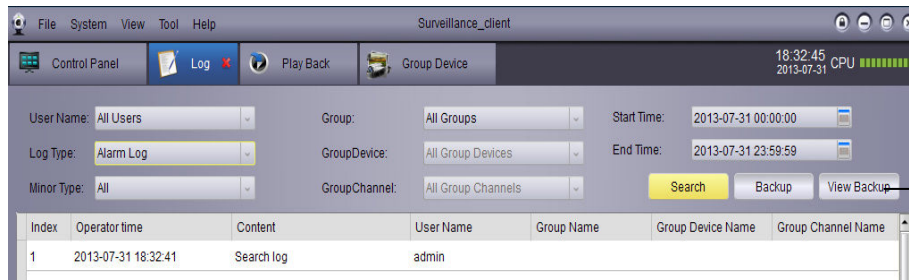 File System View Tool Help Surveillance_client
Control Panel Log Play Back Group Device 18:32:45 CPU
2013-07-31
User Name: All Users Group: All Groups Start Time: 2013-07-31 00:00:00
Log Type: Alarm Log GroupDevice: All Group Devices End Time: 2013-07-31 23:59:59
Minor Type: All GroupChannel: All Group Channels Search Backup View Backup
Index Operator time Content User Name Group Name Group Device Name Group Channel Name
1 2013-07-31 18:32:41 Search log admin